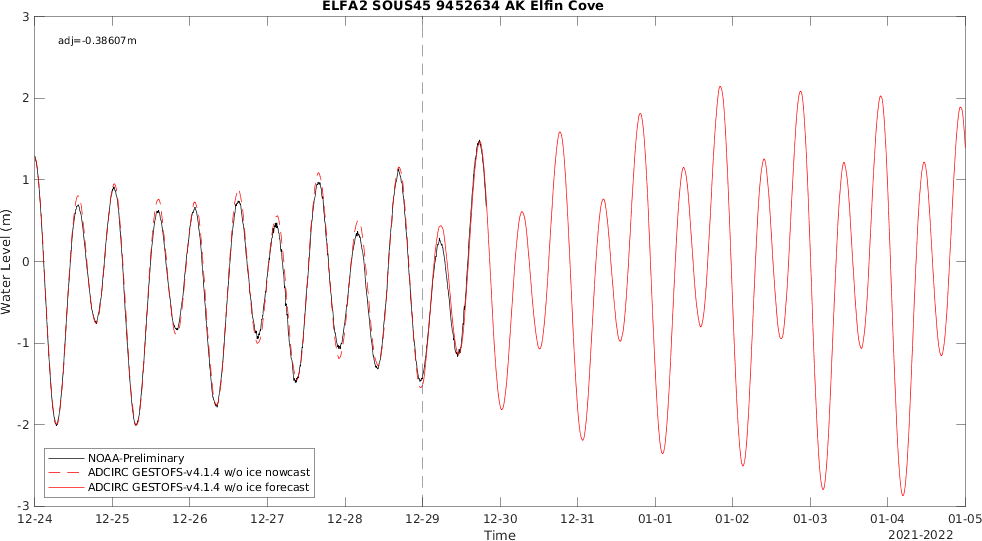 ELFA2 SOUS45 9452634 AK Elfin Cove
adj=-0.38607m
3
2
1
0
-1
-2
-3
Water Level (m)
NOAA-Preliminary
ADCIRC GESTOFS-v4.1.4 w/o ice nowcast
ADCIRC GESTOFS-v4.1.4 w/o ice forecast
12-24 12-25 12-26 12-27 12-28 12-29 12-30 12-31 01-01 01-02 01-03 01-04 01-05
Time
2021-2022